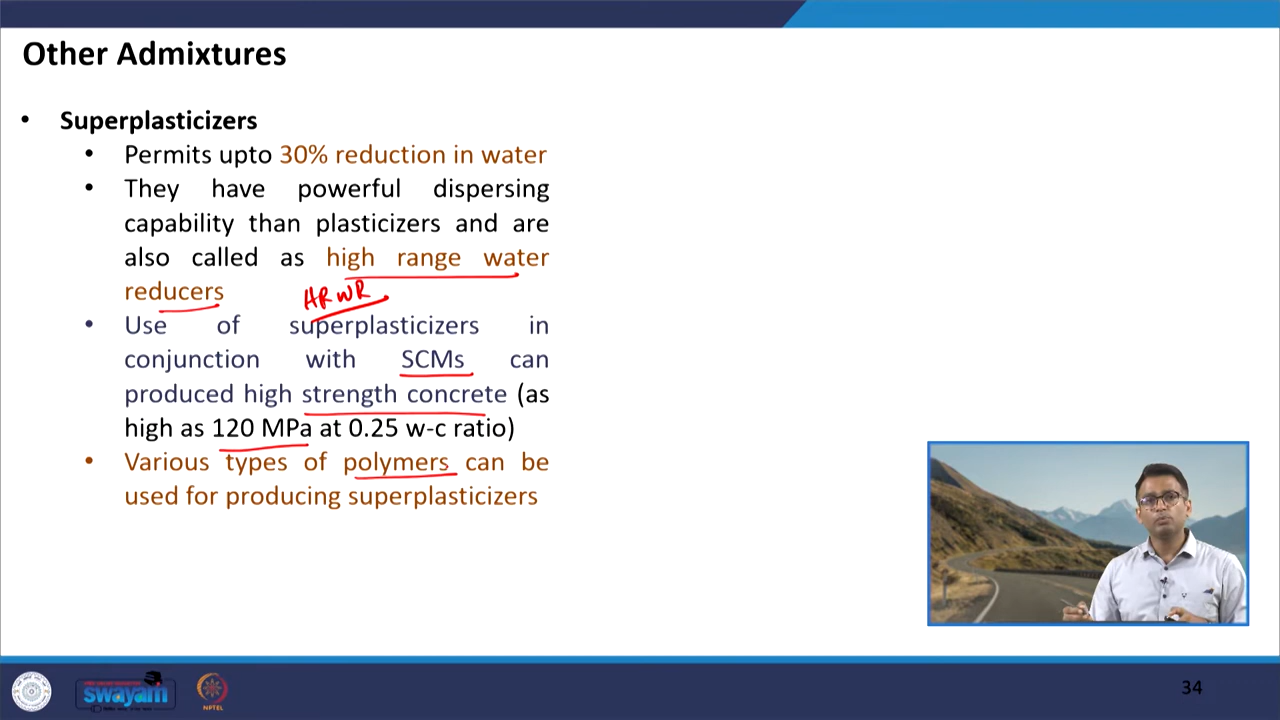 Other Admixtures
• Superplasticizers
• Permits upto 30% reduction in water
• They have powerful dispersing
capability than plasticizers and are
also called as high range water
reducers
HRWR
• Use of superplasticizers in
conjunction with SCMs can
produced high strength concrete (as
high as 120 MPa at 0.25 w-c ratio)
• Various types of polymers can be
used for producing superplasticizers
swayam
NPTEL
34